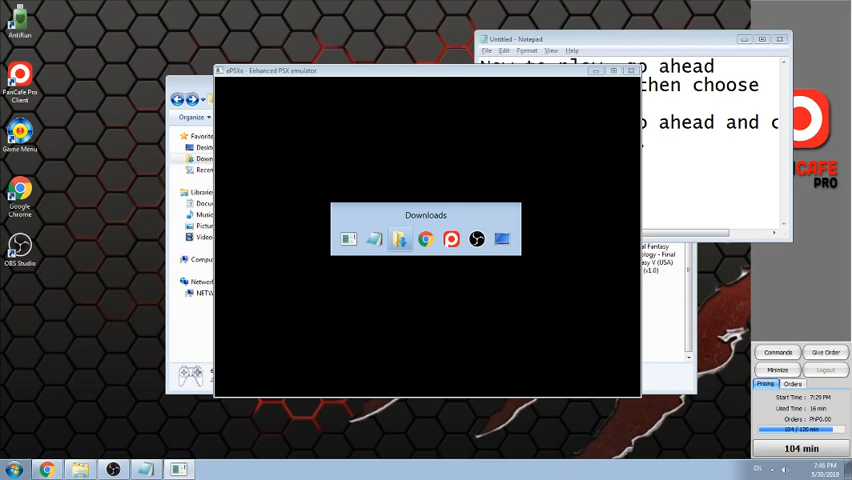 AntiRun
PanCafe Pro
Client
Game Menu
Google
Chrome
OBS Studio
Untitled - Notepad
File Edit Format View Help
go ahead
then choose
ahead and c
ePSXe - Enhanced PSX emulator
Organize
Favorite
Deskt
Down
Recen
Libraries
Docu
Music
Pictur
Video
Compu
Network
NETW
Downloads
al Fantasy
ology - Final
asy V (USA)
(v1.0)
CAFE
PRO
Commands
Give Order
Minimize
Logout
Pricing
Orders
Start Time : 7:29 PM
Used Time : 16 min
Orders : PhP0.00
104 / 120 min
104 min
EN
7:46 PM
5/30/2019